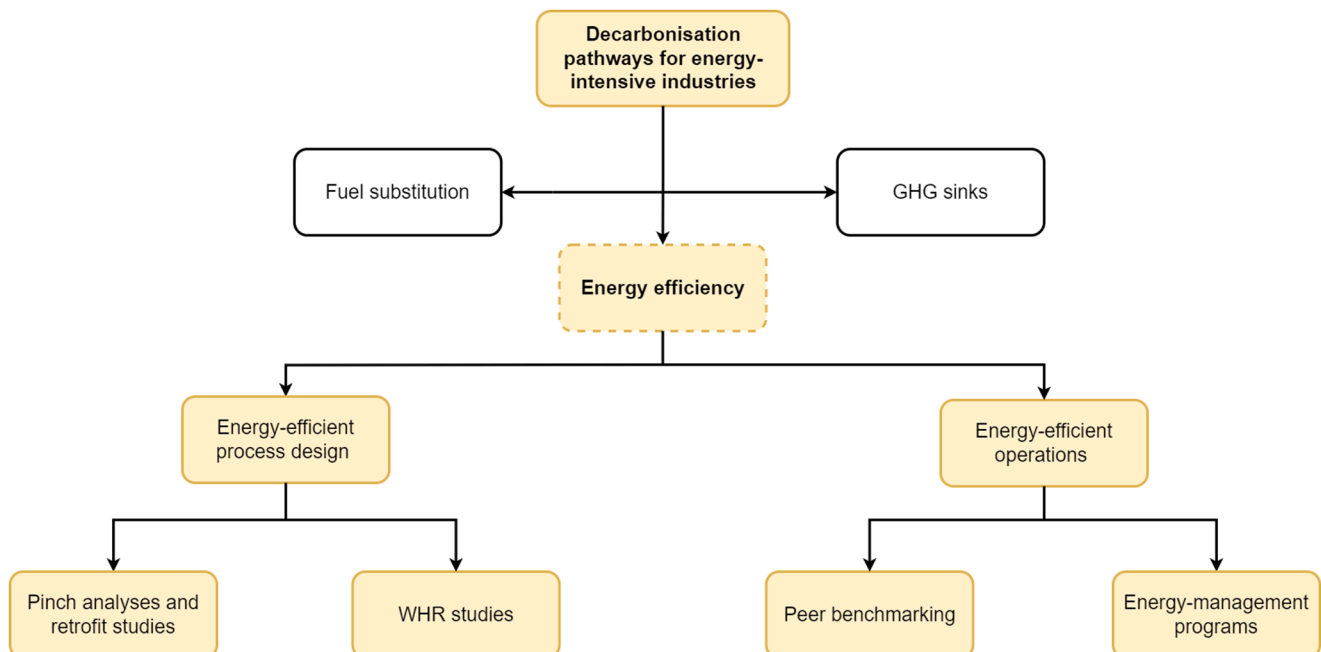 Decarbonisation
pathways for energy-
intensive industries
Fuel substitution
GHG sinks
Energy efficiency
Energy-efficient
process design
Energy-efficient
operations
Pinch analyses and
retrofit studies
WHR studies
Peer benchmarking
Energy-management
programs